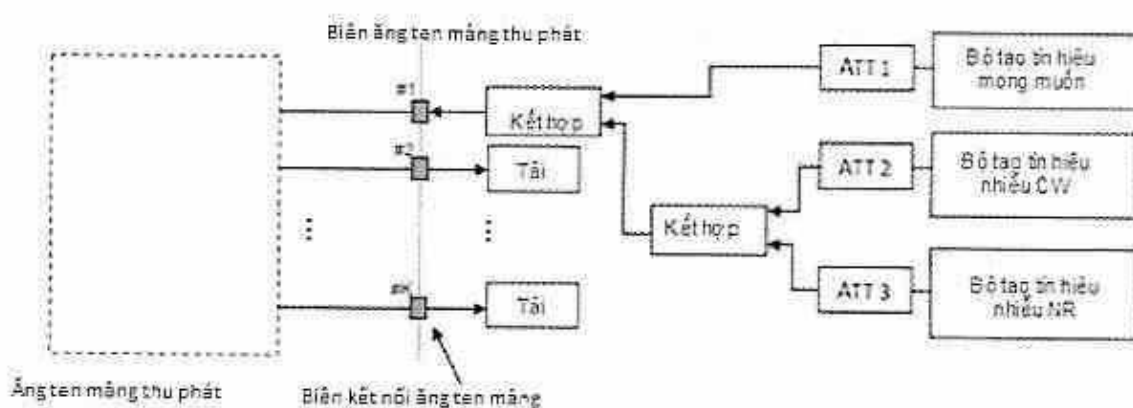 Biên ăng ten mảng thu phát
#1
Kết hợp
ATT 1
Bộ tạo tín hiệu
mong muốn
#2
Tải
ATT 2
Bộ tạo tín hiệu
nhiễu CW
Kết hợp
ATT 3
Bộ tạo tín hiệu
nhiễu NR
#K
Tải
Ăng ten mảng thu phát
Biên kết nối ăng ten mảng